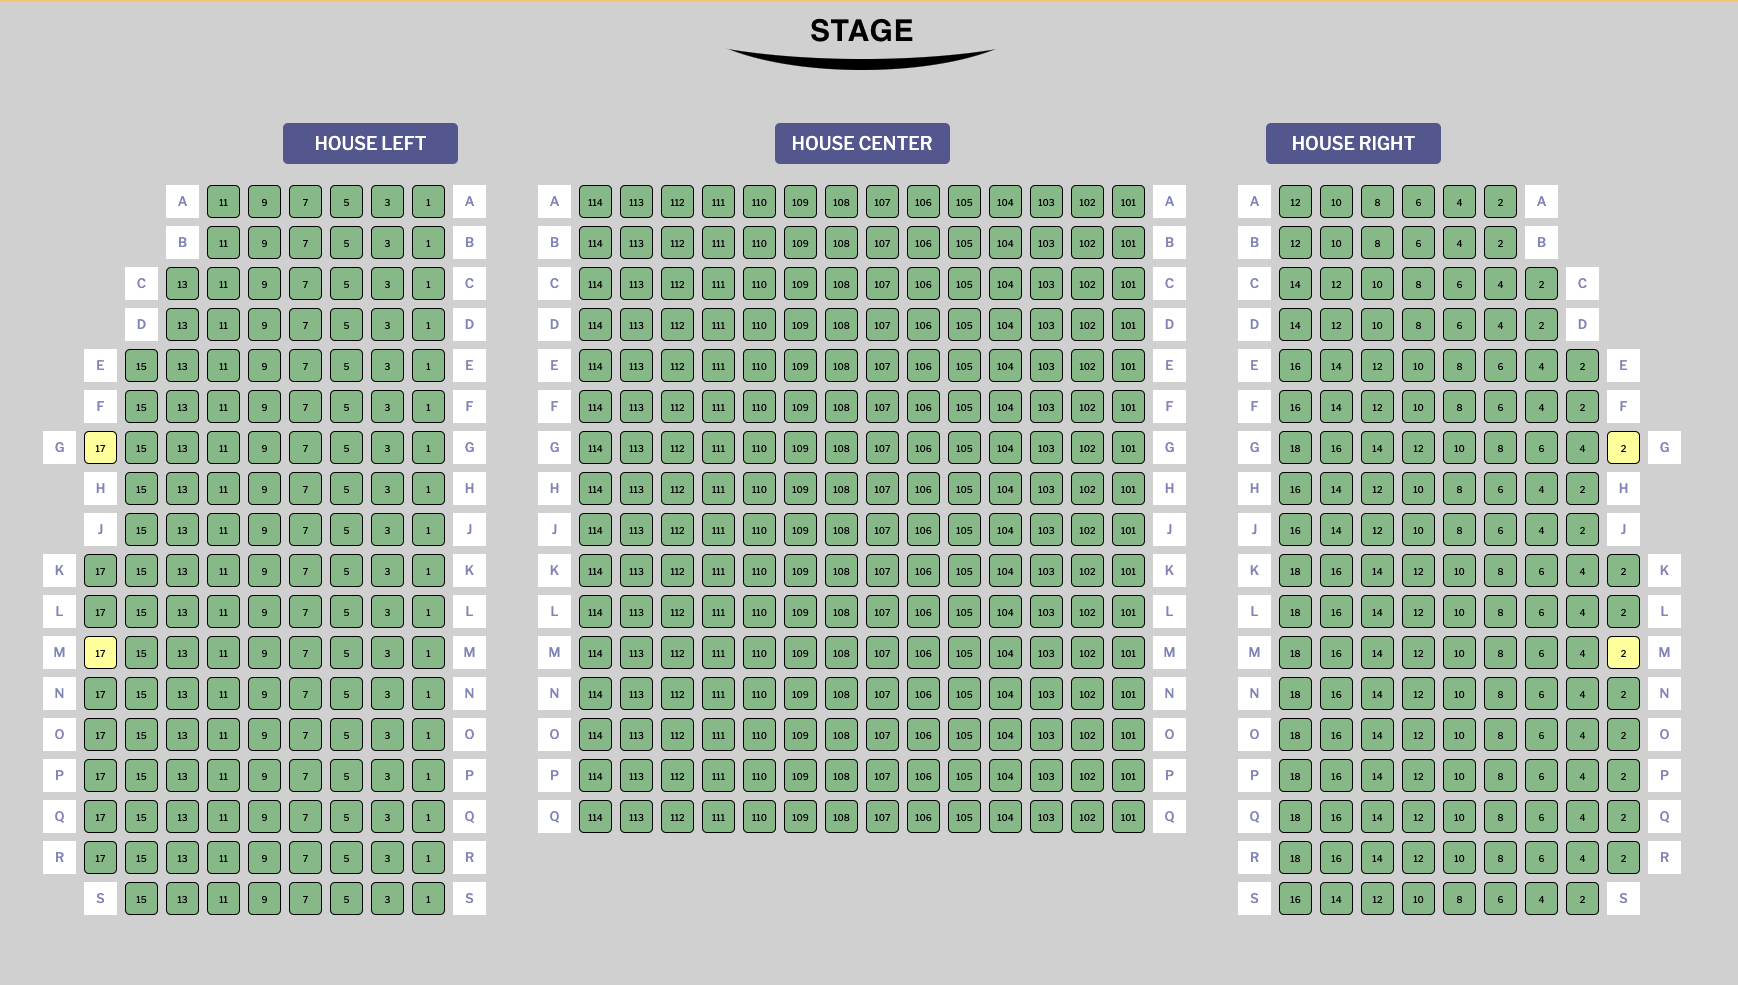 STAGE
HOUSE LEFT HOUSE CENTER HOUSE RIGHT
A 11 9 7 5 3 1 A A 114 113 112 111 110 109 108 107 106 105 104 103 102 101 A A 12 10 8 6 4 2 A
B 11 9 7 5 3 1 B B 114 113 112 111 110 109 108 107 106 105 104 103 102 101 B B 12 10 8 6 4 2 B
C 13 11 9 7 5 3 1 C C 114 113 112 111 110 109 108 107 106 105 104 103 102 101 C C 14 12 10 8 6 4 2 C
D 13 11 9 7 5 3 1 D D 114 113 112 111 110 109 108 107 106 105 104 103 102 101 D D 14 12 10 8 6 4 2 D
E 15 13 11 9 7 5 3 1 E E 114 113 112 111 110 109 108 107 106 105 104 103 102 101 E E 16 14 12 10 8 6 4 2 E
F 15 13 11 9 7 5 3 1 F F 114 113 112 111 110 109 108 107 106 105 104 103 102 101 F F 16 14 12 10 8 6 4 2 F
G 17 15 13 11 9 7 5 3 1 G G 114 113 112 111 110 109 108 107 106 105 104 103 102 101 G G 18 16 14 12 10 8 6 4 2 G
H 15 13 11 9 7 5 3 1 H H 114 113 112 111 110 109 108 107 106 105 104 103 102 101 H H 16 14 12 10 8 6 4 2 H
J 15 13 11 9 7 5 3 1 J J 114 113 112 111 110 109 108 107 106 105 104 103 102 101 J J 16 14 12 10 8 6 4 2 J
K 17 15 13 11 9 7 5 3 1 K K 114 113 112 111 110 109 108 107 106 105 104 103 102 101 K K 18 16 14 12 10 8 6 4 2 K
L 17 15 13 11 9 7 5 3 1 L L 114 113 112 111 110 109 108 107 106 105 104 103 102 101 L L 18 16 14 12 10 8 6 4 2 L
M 17 15 13 11 9 7 5 3 1 M M 114 113 112 111 110 109 108 107 106 105 104 103 102 101 M M 18 16 14 12 10 8 6 4 2 M
N 17 15 13 11 9 7 5 3 1 N N 114 113 112 111 110 109 108 107 106 105 104 103 102 101 N N 18 16 14 12 10 8 6 4 2 N
O 17 15 13 11 9 7 5 3 1 O O 114 113 112 111 110 109 108 107 106 105 104 103 102 101 O O 18 16 14 12 10 8 6 4 2 O
P 17 15 13 11 9 7 5 3 1 P P 114 113 112 111 110 109 108 107 106 105 104 103 102 101 P P 18 16 14 12 10 8 6 4 2 P
Q 17 15 13 11 9 7 5 3 1 Q Q 114 113 112 111 110 109 108 107 106 105 104 103 102 101 Q Q 18 16 14 12 10 8 6 4 2 Q
R 17 15 13 11 9 7 5 3 1 R R 18 16 14 12 10 8 6 4 2 R
S 15 13 11 9 7 5 3 1 S S 16 14 12 10 8 6 4 2 S